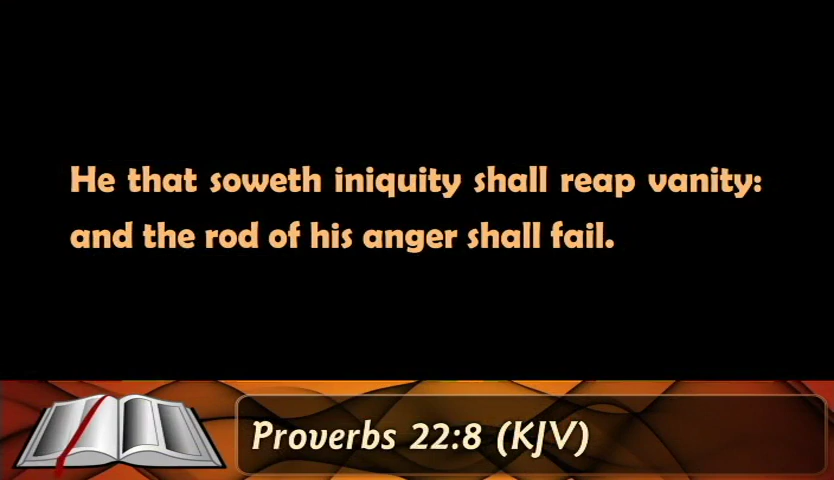 He that soweth iniquity shall reap vanity:
and the rod of his anger shall fail.
Proverbs 22:8 (KJV)